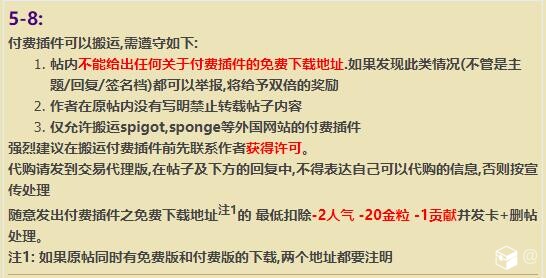 5-8:
付费插件可以搬运,需遵守如下:
1. 帖内不能给出任何关于付费插件的免费下载地址.如果发现此类情况(不管是主
题/回复/签名档)都可以举报,将给予双倍的奖励
2. 作者在原帖内没有写明禁止转载帖子内容
3. 仅允许搬运spigot,sponge等外国网站的付费插件
强烈建议在搬运付费插件前先联系作者获得许可。
代购请发到交易代理版,在帖子及下方的回复中,不得表达自己可以代购的信息,否则按宣
传处理
随意发出付费插件之免费下载地址注1的 最低扣除-2人气 -20金粒 -1贡献并发卡+删帖
处理。
注1: 如果原帖同时有免费版和付费版的下载,两个地址都要注明
@